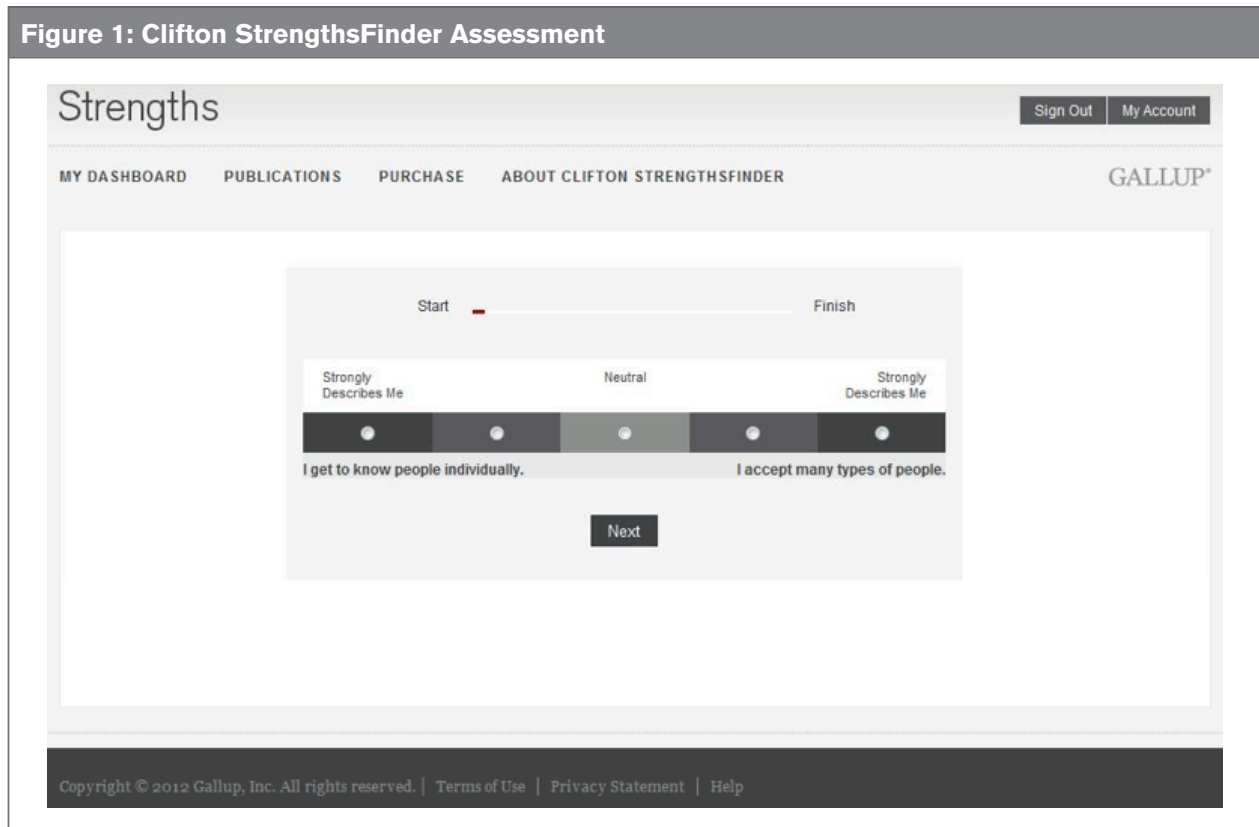 Figure 1: Clifton StrengthsFinder Assessment
Strengths
Sign Out | My Account
MY DASHBOARD PUBLICATIONS PURCHASE ABOUT CLIFTON STRENGTHSFINDER GALLUP®
Start Finish
Strongly Neutral Strongly
Describes Me Describes Me
I get to know people individually. I accept many types of people.
Next
Copyright © 2012 Gallup, Inc. All rights reserved. | Terms of Use | Privacy Statement | Help